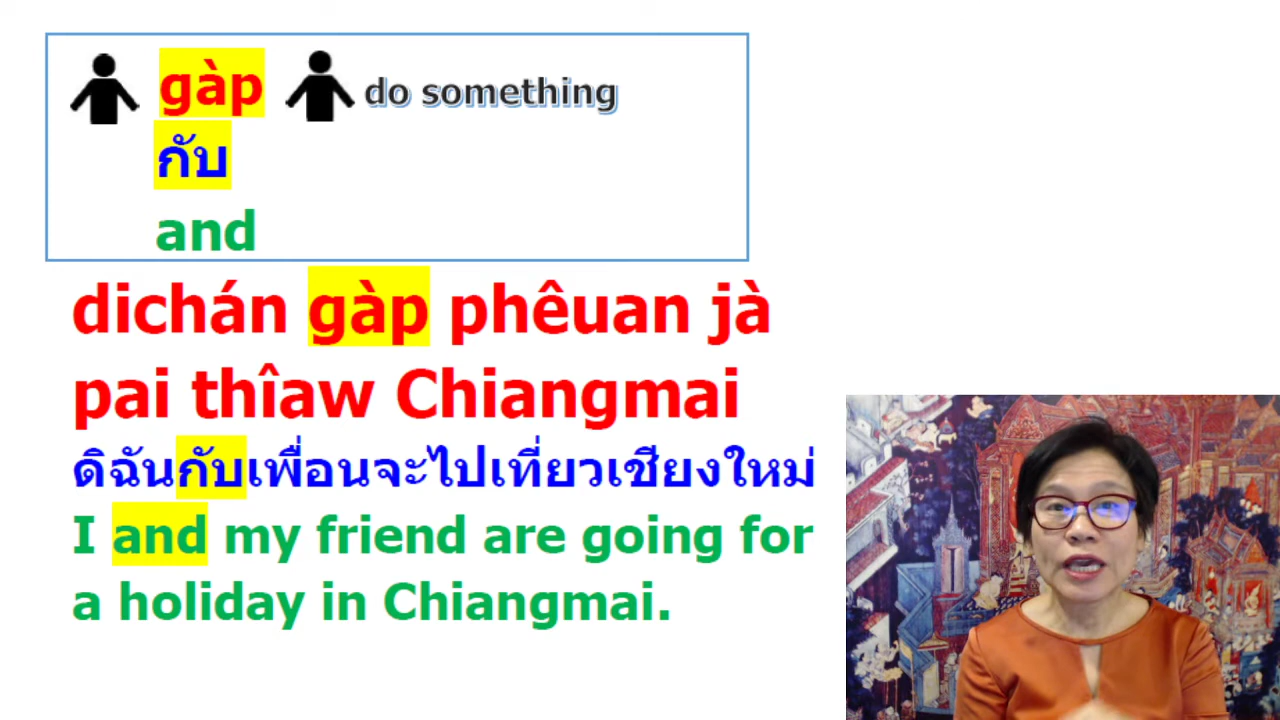 gàp do something
กับ
and
dichán gàp phêuan jà
pai thîaw Chiangmai
ดิฉันกับเพื่อนจะไปเที่ยวเชียงใหม่
I and my friend are going for
a holiday in Chiangmai.